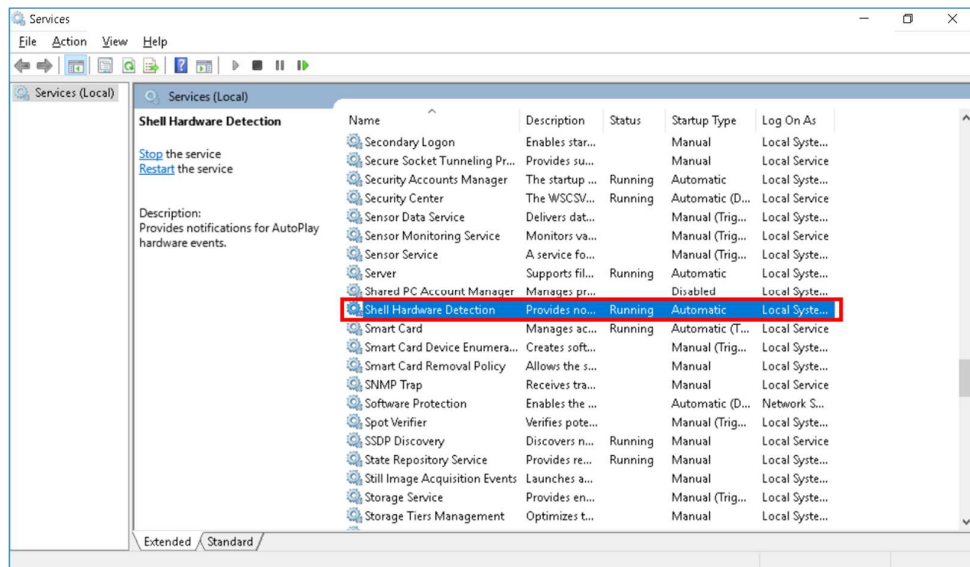 Services
File Action View Help
Services (Local)
Services (Local)
Shell Hardware Detection
Stop the service
Restart the service
Description:
Provides notifications for AutoPlay
hardware events.
Name Description Status Startup Type Log On As
Secondary Logon Enables star... Manual Local Syste...
Secure Socket Tunneling Pr... Provides su... Manual Local Service
Security Accounts Manager The startup ... Running Automatic Local Syste...
Security Center The WSCSV... Running Automatic (D... Local Service
Sensor Data Service Delivers dat... Manual (Trig... Local Syste...
Sensor Monitoring Service Monitors va... Manual (Trig... Local Service
Sensor Service A service fo... Manual (Trig... Local Syste...
Server Supports fil... Running Automatic Local Syste...
Shared PC Account Manager Manages pr... Disabled Local Syste...
Shell Hardware Detection Provides no... Running Automatic Local Syste...
Smart Card Manages ac... Running Automatic (T... Local Service
Smart Card Device Enumera... Creates soft... Manual (Trig... Local Syste...
Smart Card Removal Policy Allows the s... Manual Local Syste...
SNMP Trap Receives tra... Manual Local Service
Software Protection Enables the ... Automatic (D... Network S...
Spot Verifier Verifies pote... Manual (Trig... Local Syste...
SSDP Discovery Discovers n... Running Manual Local Service
State Repository Service Provides re... Running Manual Local Syste...
Still Image Acquisition Events Launches a... Manual Local Syste...
Storage Service Provides en... Manual (Trig... Local Syste...
Storage Tiers Management Optimizes t... Manual Local Syste...
Extended Standard